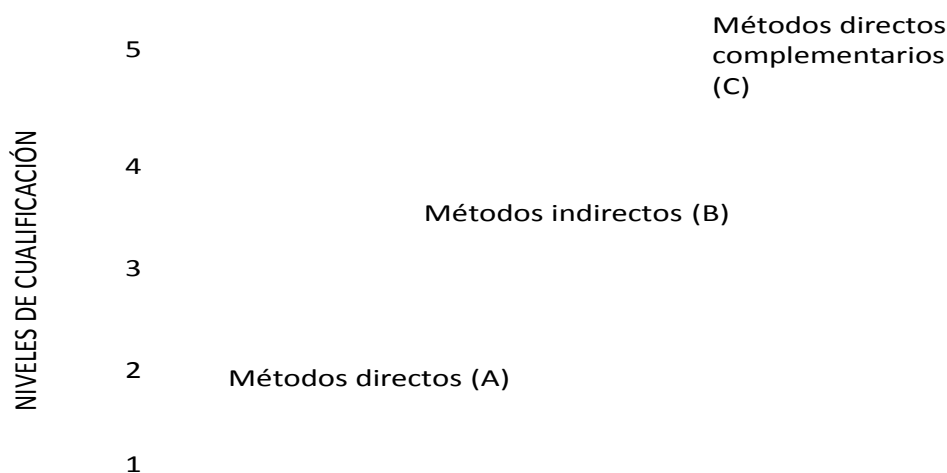 Métodos directos
complementarios
(C)
5
4
Métodos indirectos (B)
3
2
Métodos directos (A)
1
NIVELES DE CUALIFICACIÓN